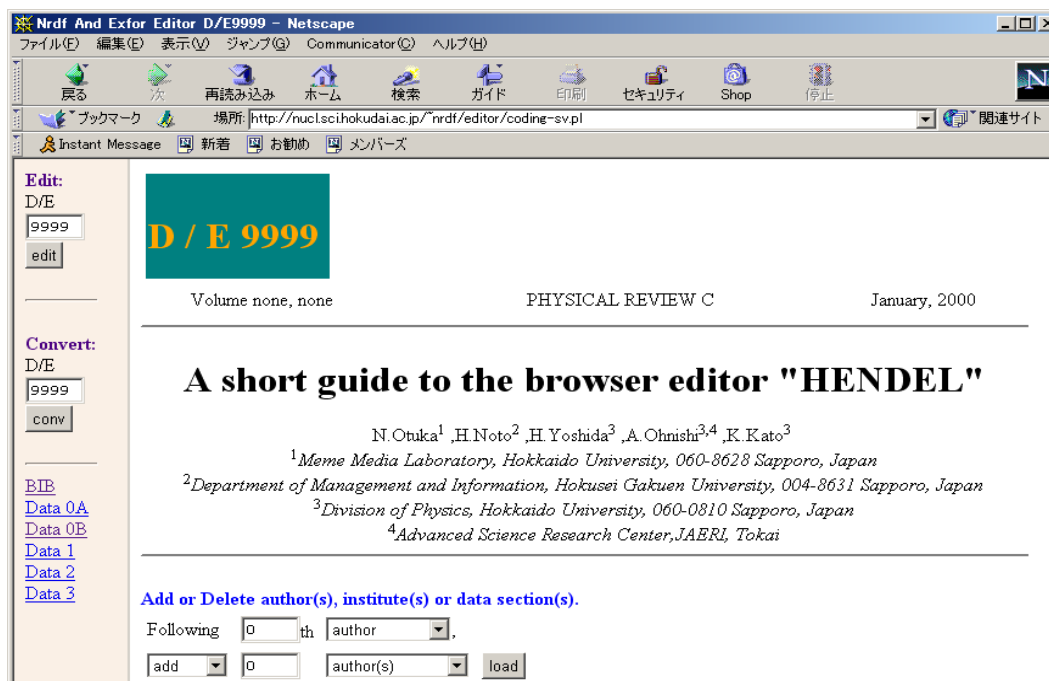 Nrdf And Exfor Editor D/E9999 - Netscape
ファイル(F) 編集(E) 表示(V) ジャンプ(G) Communicator(C) ヘルプ(H)
戻る 次 再読み込み ホーム 検索 ガイド 印刷 セキュリティ Shop 停止 N
ブックマーク 場所: http://nucl.sci.hokudai.ac.jp/~nrdf/editor/coding-sv.pl 関連サイト
Instant Message 新着 お勧め メンバーズ
Edit:
D/E
9999
edit
Convert:
D/E
9999
conv
BIB
Data 0A
Data 0B
Data 1
Data 2
Data 3
D / E 9999
Volume none, none PHYSICAL REVIEW C January, 2000
A short guide to the browser editor "HENDEL"
N.Otuka1 ,H.Noto2 ,H.Yoshida3 ,A.Ohnishi3,4 ,K.Kato3
1Meme Media Laboratory, Hokkaido University, 060-8628 Sapporo, Japan
2Department of Management and Information, Hokusei Gakuen University, 004-8631 Sapporo, Japan
3Division of Physics, Hokkaido University, 060-0810 Sapporo, Japan
4Advanced Science Research Center,JAERI, Tokai
Add or Delete author(s), institute(s) or data section(s).
Following 0 th author ,
add 0 author(s) load